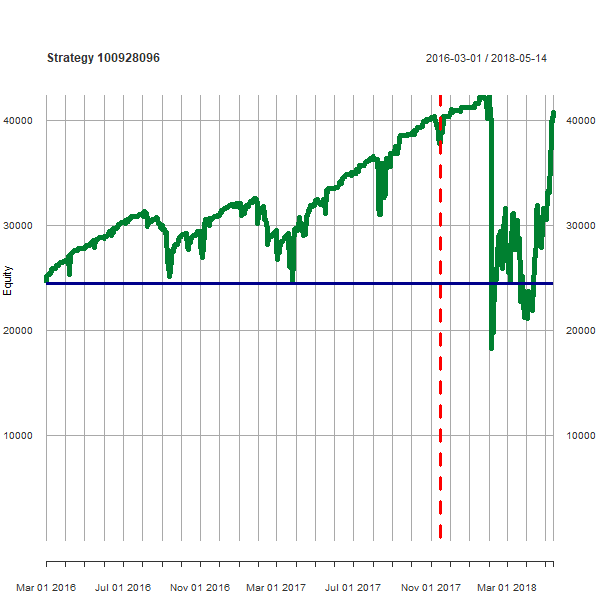 Strategy 100928096
2016-03-01 / 2018-05-14
40000
40000
30000
30000
Equity
20000
20000
10000
10000
Mar 01 2016
Jul 01 2016
Nov 01 2016
Mar 01 2017
Jul 01 2017
Nov 01 2017
Mar 01 2018